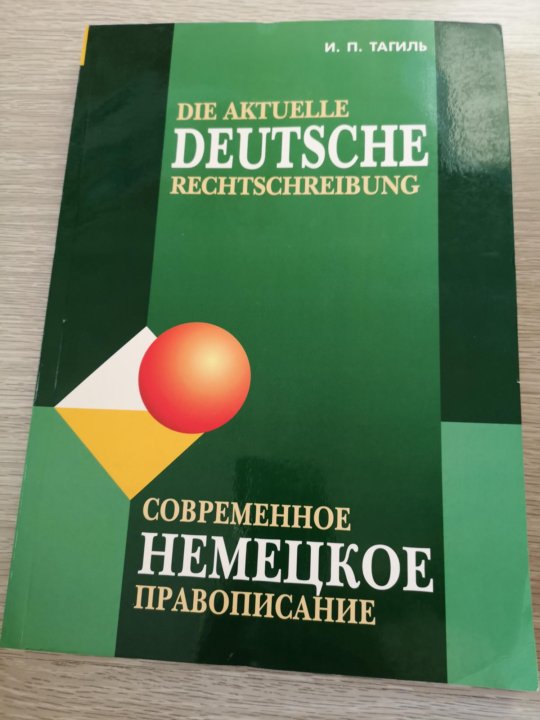 И. П. ТАГИЛЬ
DIE AKTUELLE
DEUTSCHE
RECHTSCHREIBUNG
СОВРЕМЕННОЕ
НЕМЕЦКОЕ
ПРАВОПИСАНИЕ